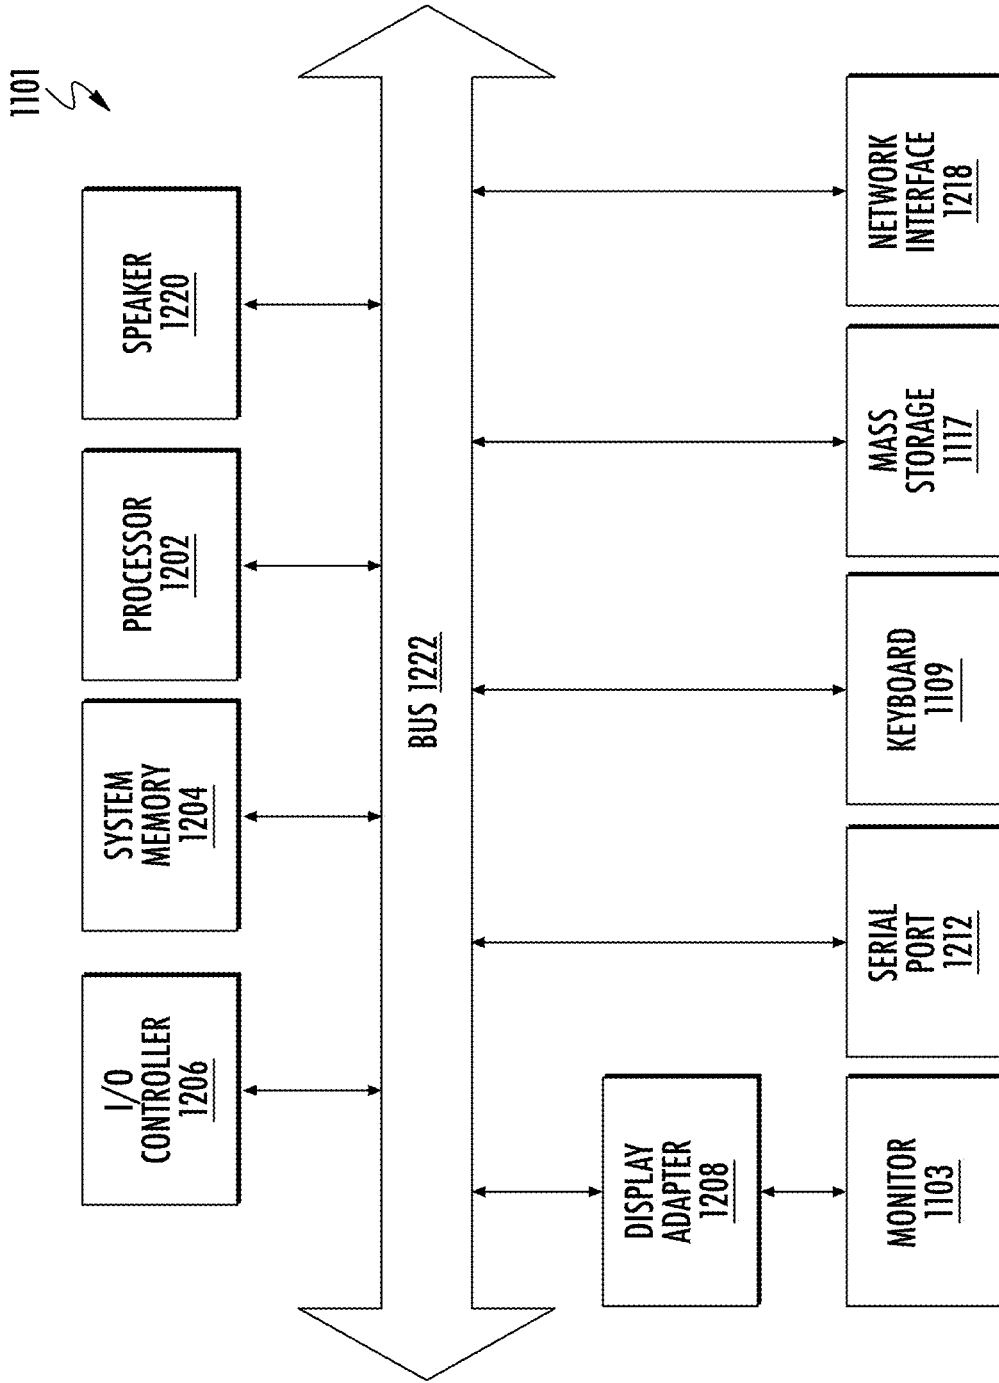 1101
I/O
CONTROLLER
1206
SYSTEM
MEMORY
1204
PROCESSOR
1202
SPEAKER
1220
BUS 1222
DISPLAY
ADAPTER
1208
MONITOR
1103
SERIAL
PORT
1212
KEYBOARD
1109
MASS
STORAGE
1117
NETWORK
INTERFACE
1218